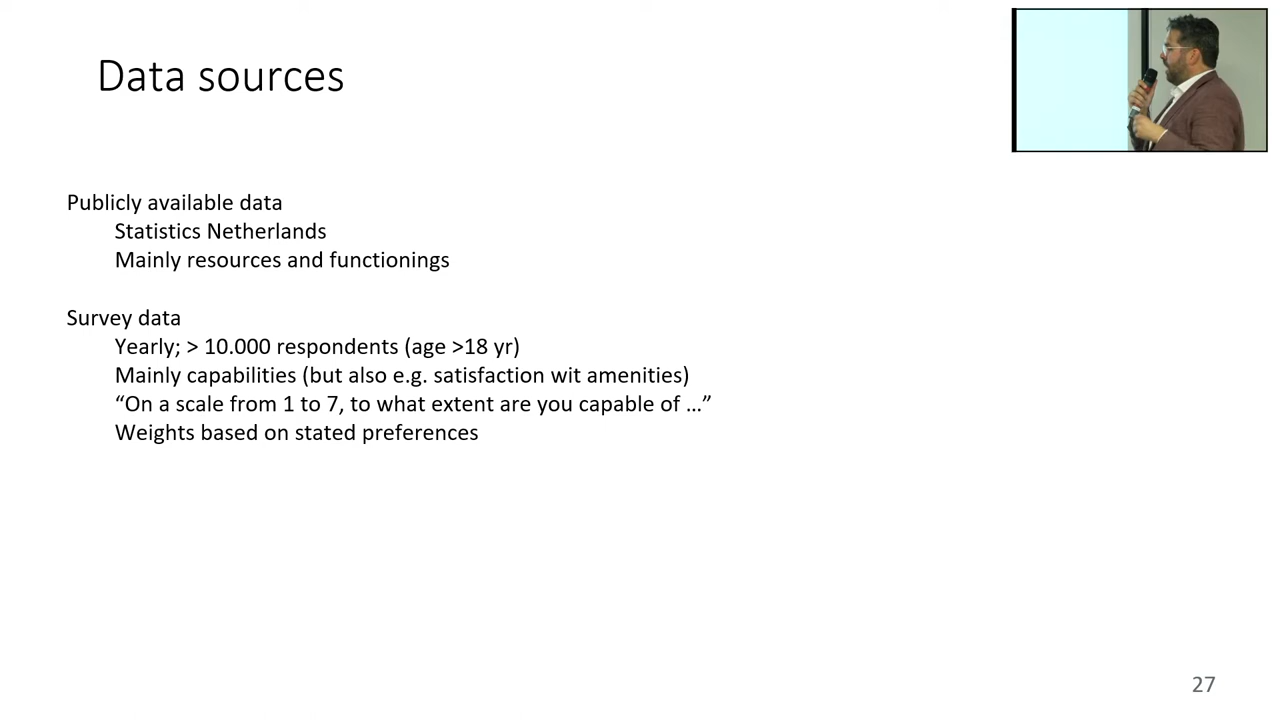 Data sources
Publicly available data
Statistics Netherlands
Mainly resources and functionings
Survey data
Yearly; > 10.000 respondents (age >18 yr)
Mainly capabilities (but also e.g. satisfaction wit amenities)
“On a scale from 1 to 7, to what extent are you capable of …”
Weights based on stated preferences
27